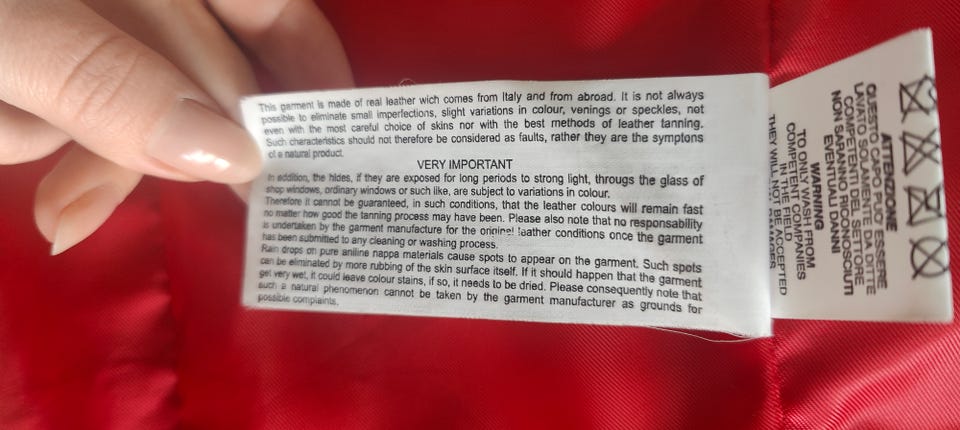 This garment is made of real leather wich comes from Italy and from abroad. It is not always
possible to eliminate small imperfections, slight variations in colour, venings or speckles, not
even with the most careful choice of skins nor with the best methods of leather tanning.
Such characteristics should not therefore be considered as faults, rather they are the symptons
of a natural product.
VERY IMPORTANT
In addition, the hides, if they are exposed for long periods to strong light, througs the glass of
shop windows, ordinary windows or such like, are subject to variations in colour.
Therefore it cannot be guaranteed, in such conditions, that the leather colours will remain fast
no matter how good the tanning process may have been. Please also note that no responsability
is undertaken by the garment manufacture for the original leather conditions once the garment
has been submitted to any cleaning or washing process.
Rain drops on pure aniline nappa materials cause spots to appear on the garment. Such spots
can be eliminated by more rubbing of the skin surface itself. If it should happen that the garment
get very wet, it could leave colour stains, if so, it needs to be dried. Please consequently note that
such a natural phenomenon cannot be taken by the garment manufacturer as grounds for
possible complaints.
ATTENZIONE
QUESTO CAPO PUO' ESSERE
LAVATO SOLAMENTE DA DITTE
COMPETENTI DEL SETTORE
NON SARANNO RICONOSCIUTI
EVENTUALI DANNI
WARNING
TO ONLY WASH FROM
COMPETENT COMPANIES
IN THE FIELD
THEY WILL NOT BE ACCEPTED